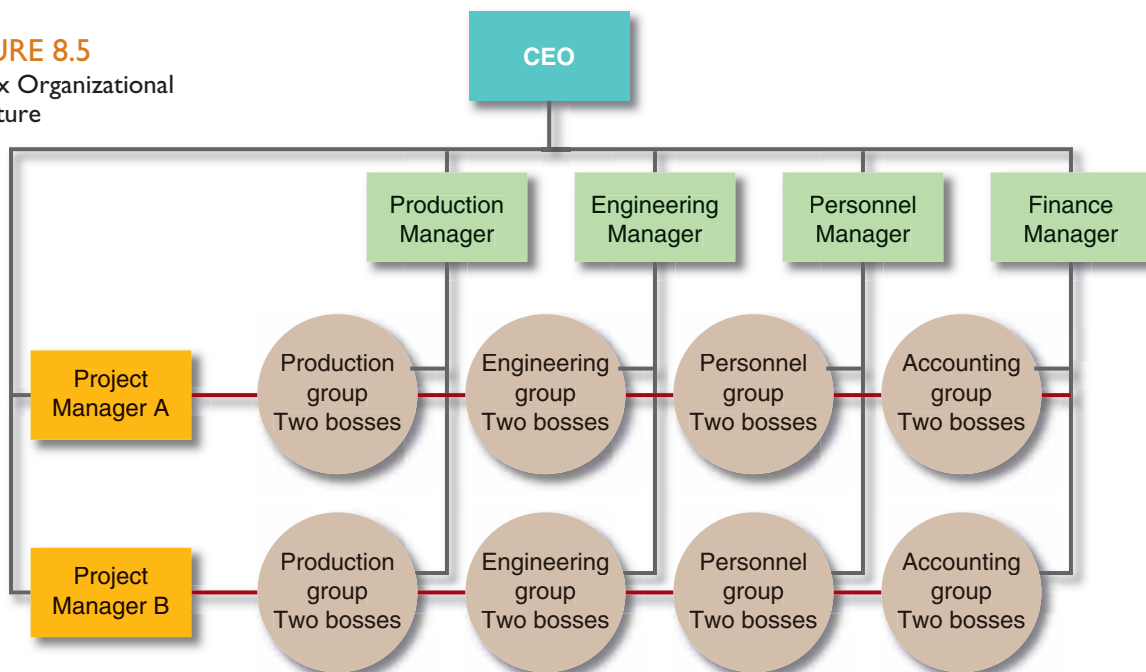 URE 8.5
x Organizational
ture
CEO
Production
Manager
Engineering
Manager
Personnel
Manager
Finance
Manager
Project
Manager A
Production
group
Two bosses
Engineering
group
Two bosses
Personnel
group
Two bosses
Accounting
group
Two bosses
Project
Manager B
Production
group
Two bosses
Engineering
group
Two bosses
Personnel
group
Two bosses
Accounting
group
Two bosses